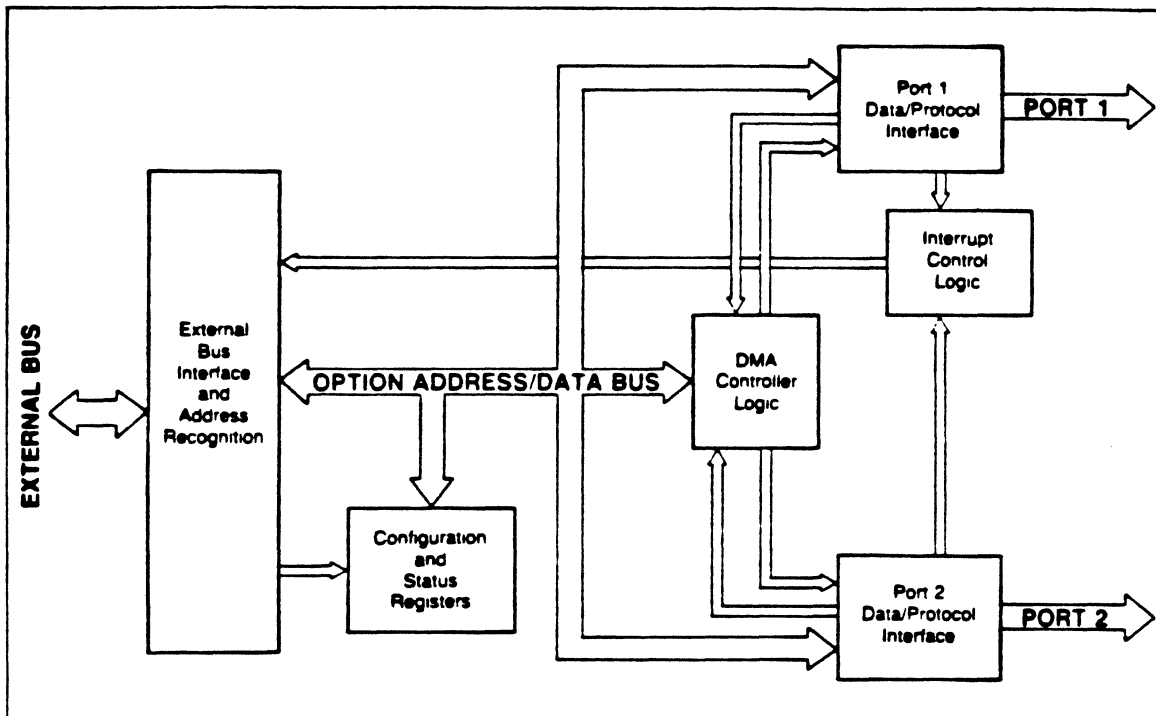 Port 1
Data/Protocol
Interface
PORT 1
Interrupt
Control
Logic
EXTERNAL BUS
External
Bus
Interface
and
Address
Recognition
OPTION ADDRESS/DATA BUS
DMA
Controller
Logic
Configuration
and
Status
Registers
Port 2
Data/Protocol
Interface
PORT 2